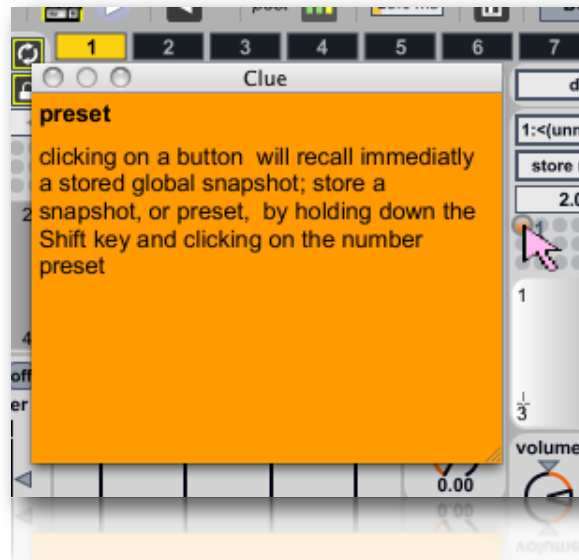 1 2 3 4 5 6 7
Clue
preset
clicking on a button will recall immediatly
a stored global snapshot; store a
snapshot, or preset, by holding down the
Shift key and clicking on the number
preset
d
1:<(unn
store
2.0
1
2
1
4
off
er
3
volume
0.00